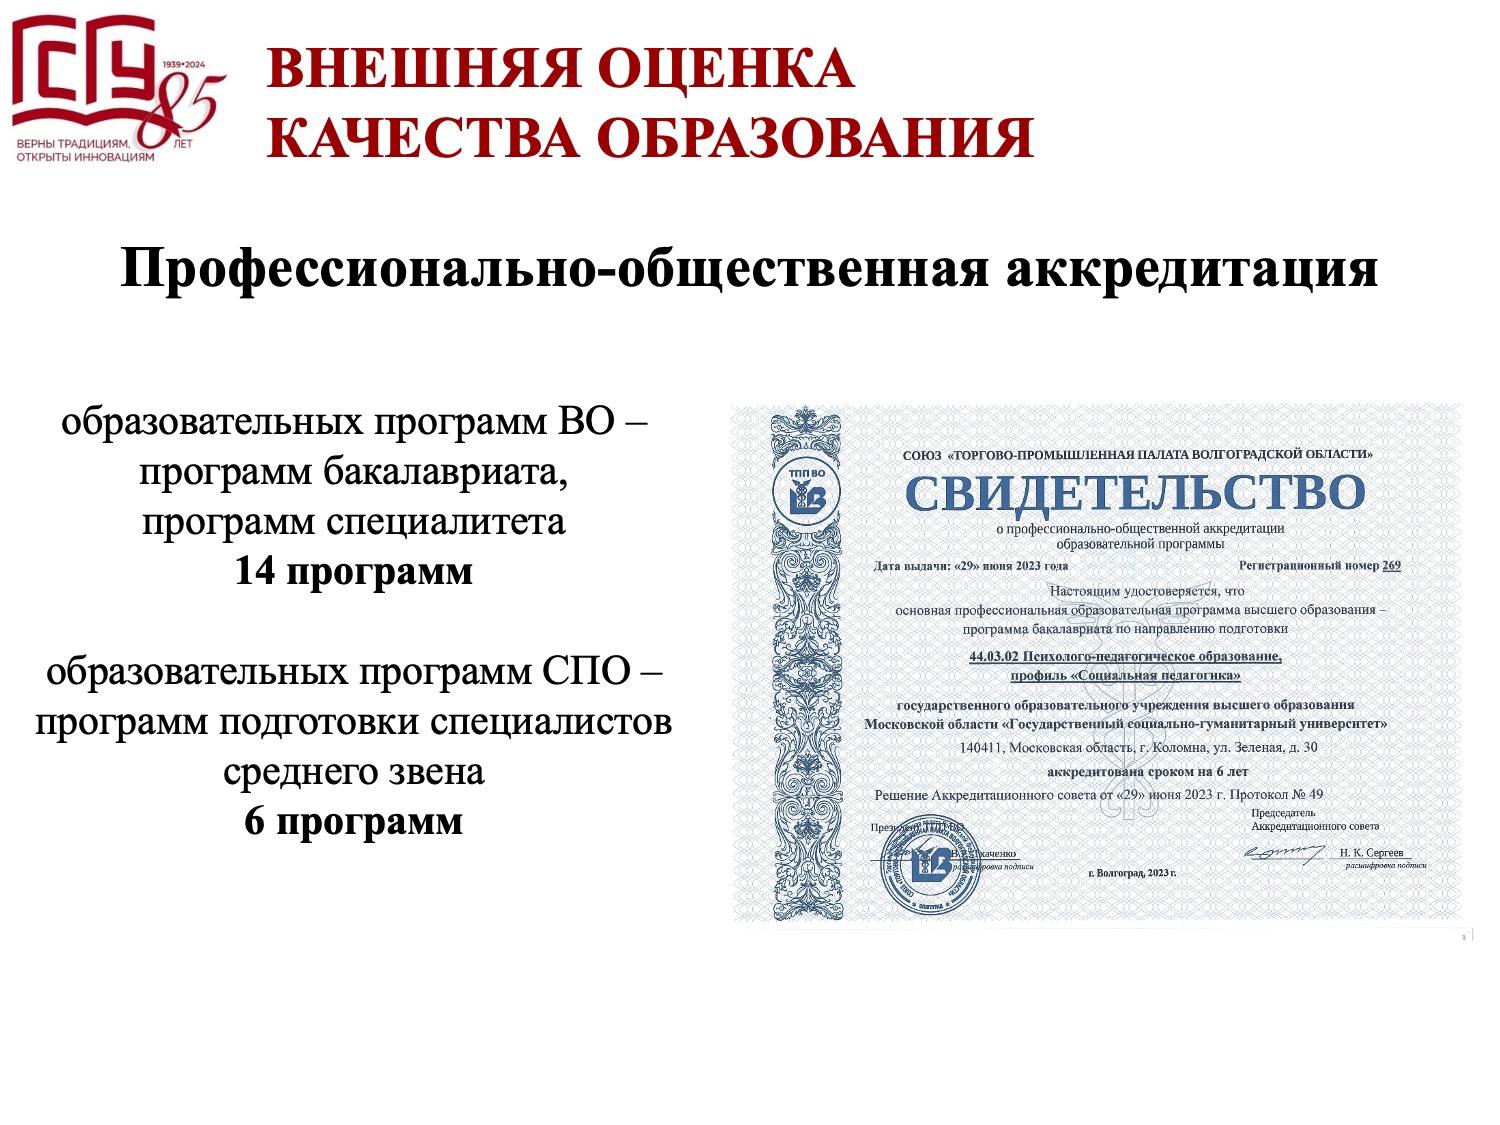 ГСГУ
1939•2024
85
ВЕРНЫ ТРАДИЦИЯМ, ЛЕТ
ОТКРЫТЫ ИННОВАЦИЯМ
ВНЕШНЯЯ ОЦЕНКА
КАЧЕСТВА ОБРАЗОВАНИЯ
Профессионально-общественная аккредитация
образовательных программ ВО –
программ бакалавриата,
программ специалитета
14 программ
образовательных программ СПО –
программ подготовки специалистов
среднего звена
6 программ
ТПП ВО
СОЮЗ «ТОРГОВО-ПРОМЫШЛЕННАЯ ПАЛАТА ВОЛГОГРАДСКОЙ ОБЛАСТИ»
СВИДЕТЕЛЬСТВО
о профессионально-общественной аккредитации
образовательной программы
Дата выдачи: «29» июня 2023 года Регистрационный номер 269
Настоящим удостоверяется, что
основная профессиональная образовательная программа высшего образования –
программа бакалавриата по направлению подготовки
44.03.02 Психолого-педагогическое образование,
профиль «Социальная педагогика»
государственного образовательного учреждения высшего образования
Московской области «Государственный социально-гуманитарный университет»
140411, Московская область, г. Коломна, ул. Зеленая, д. 30
аккредитована сроком на 6 лет
Решение Аккредитационного совета от «29» июня 2023 г. Протокол № 49
Президент ТПП ВО
Председатель
Аккредитационного совета
Н. К. Сергеев
расшифровка подписи
расшифровка подписи
г. Волгоград, 2023 г.